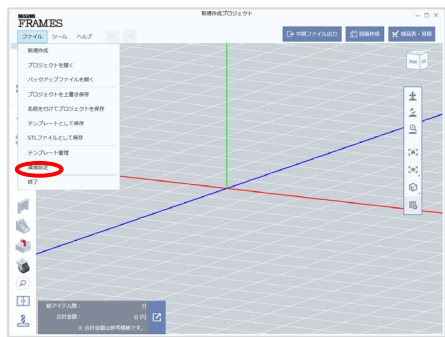 新規作成プロジェクト
MiSUMi
FRAMES
ファイル ツール ヘルプ
中間ファイル出力 図面作成 部品表・見積
新規作成
プロジェクトを開く
バックアップファイルを開く
プロジェクトを上書き保存
名前を付けてプロジェクトを保存
テンプレートとして保存
STLファイルとして保存
テンプレート管理
環境設定
終了
総アイテム数： 0
合計金額： 0 円
※ 合計金額は参考価格です。